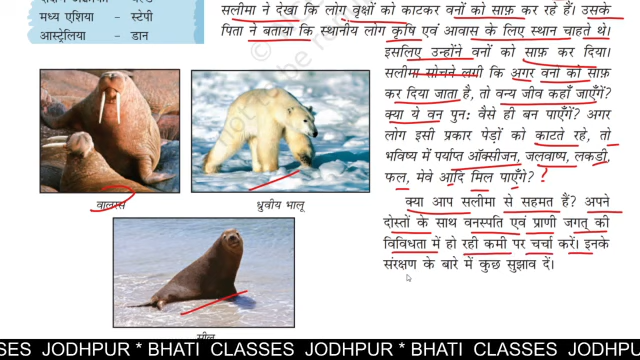 मध्य एशिया – स्टेपी
आस्ट्रेलिया – डान
सलीमा ने देखा कि लोग वृक्षों को काटकर वनों को साफ़ कर रहे हैं। उसके
पिता ने बताया कि स्थानीय लोग कृषि एवं आवास के लिए स्थान चाहते थे।
इसलिए उन्होंने वनों को साफ़ कर दिया।
सलीमा सोचने लगी कि अगर वनों को साफ़
कर दिया जाता है, तो वन्य जीव कहाँ जाएँगे?
क्या ये वन पुन: वैसे ही बन पाएँगे? अगर
लोग इसी प्रकार पेड़ों को काटते रहे, तो
भविष्य में पर्याप्त ऑक्सीजन, जलवाष्प, लकड़ी,
फल, मेवे आदि मिल पाएँगे?
क्या आप सलीमा से सहमत हैं? अपने
दोस्तों के साथ वनस्पति एवं प्राणी जगत् की
विविधता में हो रही कमी पर चर्चा करें। इनके
संरक्षण के बारे में कुछ सुझाव दें।
वालरस
ध्रुवीय भालू
सील
SES JODHPUR * BHATI CLASSES JODHPUR * BHATI CLASSES JODHPUR